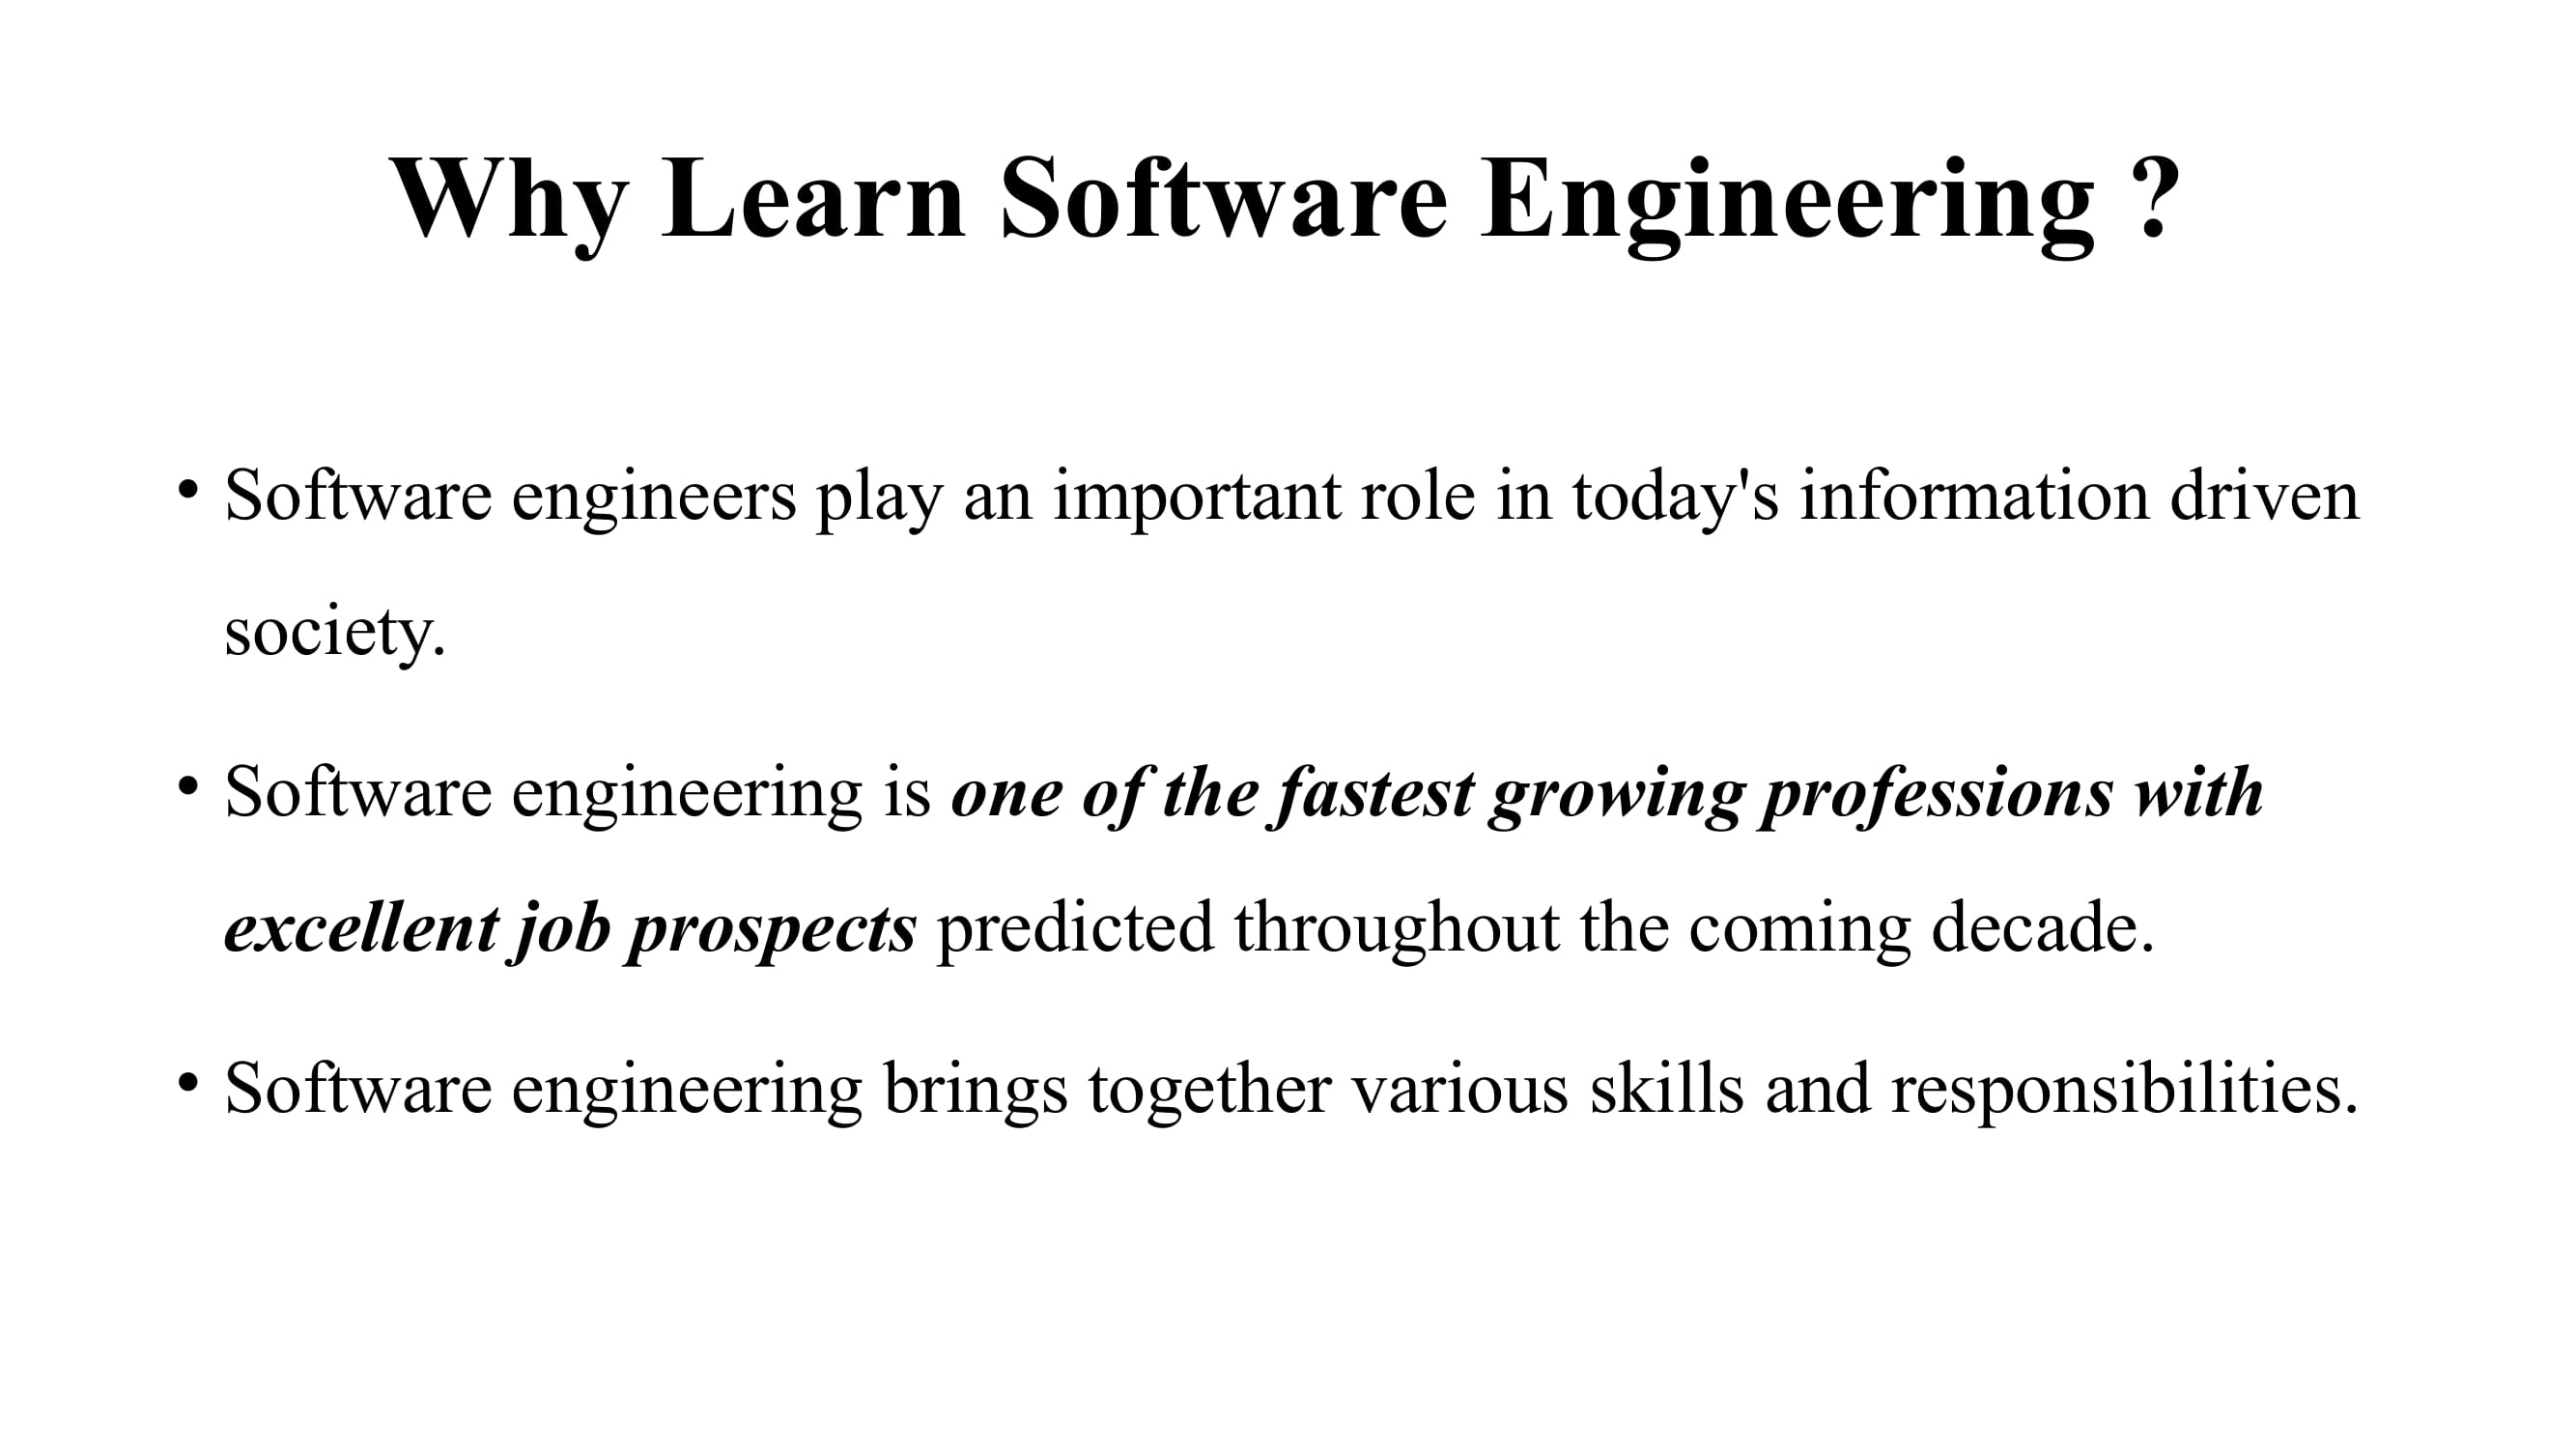 Why Learn Software Engineering ?
• Software engineers play an important role in today's information driven
society.
• Software engineering is one of the fastest growing professions with
excellent job prospects predicted throughout the coming decade.
• Software engineering brings together various skills and responsibilities.